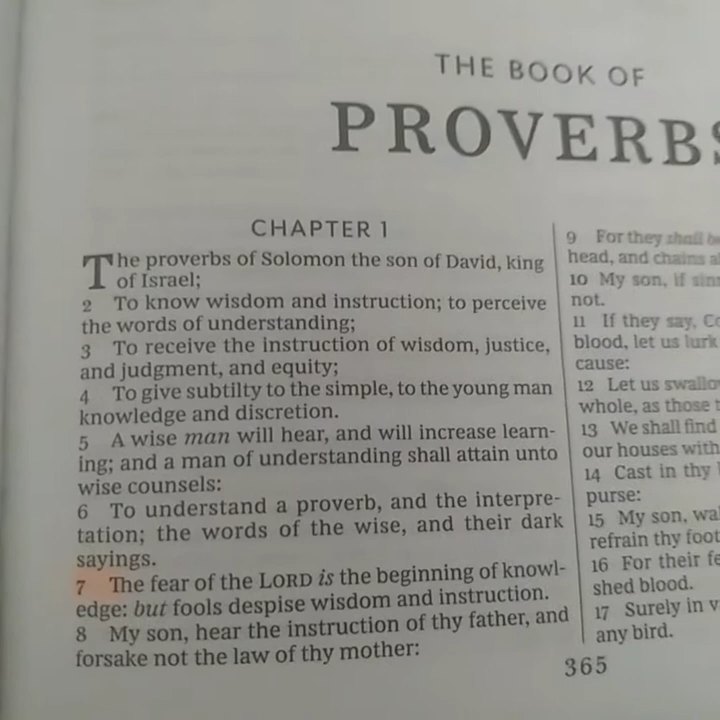 THE BOOK OF
PROVERBS
CHAPTER 1
The proverbs of Solomon the son of David, king
of Israel;
2 To know wisdom and instruction; to perceive
the words of understanding;
3 To receive the instruction of wisdom, justice,
and judgment, and equity;
4 To give subtilty to the simple, to the young man
knowledge and discretion.
5 A wise man will hear, and will increase learn-
ing; and a man of understanding shall attain unto
wise counsels:
6 To understand a proverb, and the interpre-
tation; the words of the wise, and their dark
sayings.
7 The fear of the LORD is the beginning of knowl-
edge: but fools despise wisdom and instruction.
8 My son, hear the instruction of thy father, and
forsake not the law of thy mother:
9 For they shall
head, and chains
10 My son, if
not.
11 If they say,
blood, let us lurk
cause:
12 Let us
whole, as those
13 We shall find
our houses with
14 Cast in thy
purse:
15 My son,
refrain thy foot
16 For their
shed blood.
17 Surely in
any bird.
365